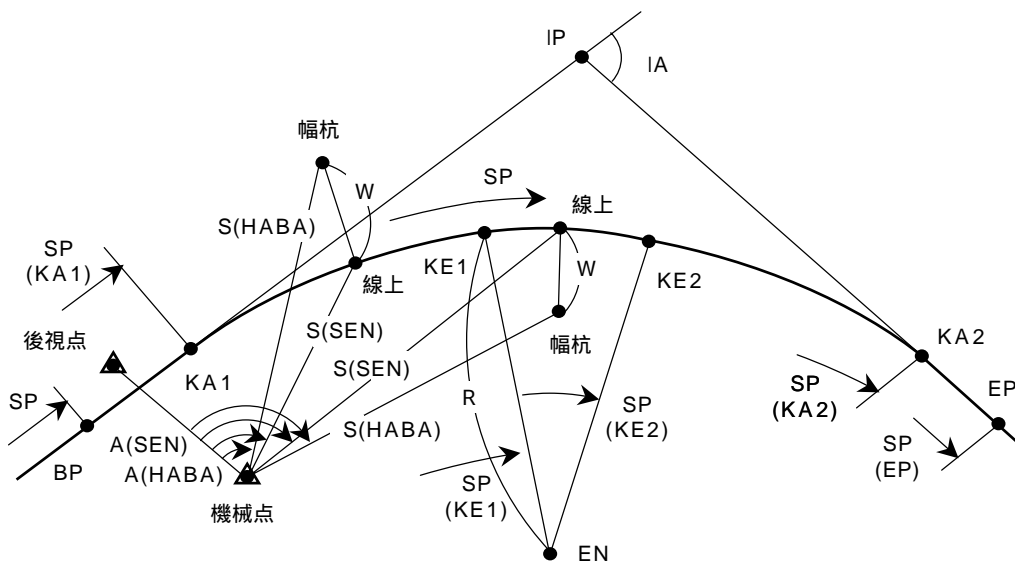 IP
IA
幅杭
W
SP
線上
S(HABA)
SP
(KA1)
KE1
W
KE2
線上
後視点
S(SEN)
幅杭
KA1
S(SEN)
KA2
SP
R
SP
(KA2)
EP
SP
(KE2)
A(SEN)
S(HABA)
BP
A(HABA)
SP
(EP)
SP
(KE1)
機械点
EN